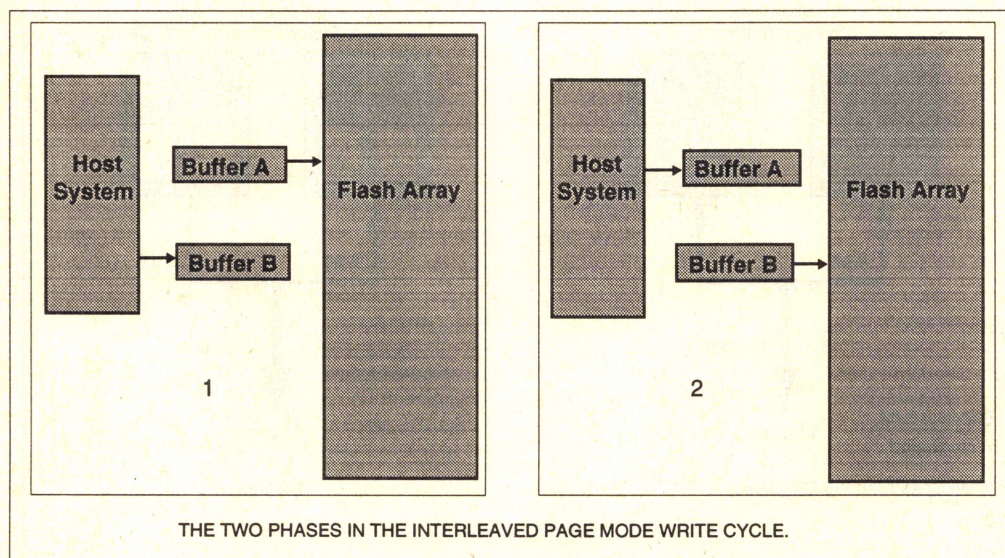 Host
System
Buffer A
Buffer B
Flash Array
1
Host
System
Buffer A
Buffer B
Flash Array
2
THE TWO PHASES IN THE INTERLEAVED PAGE MODE WRITE CYCLE.